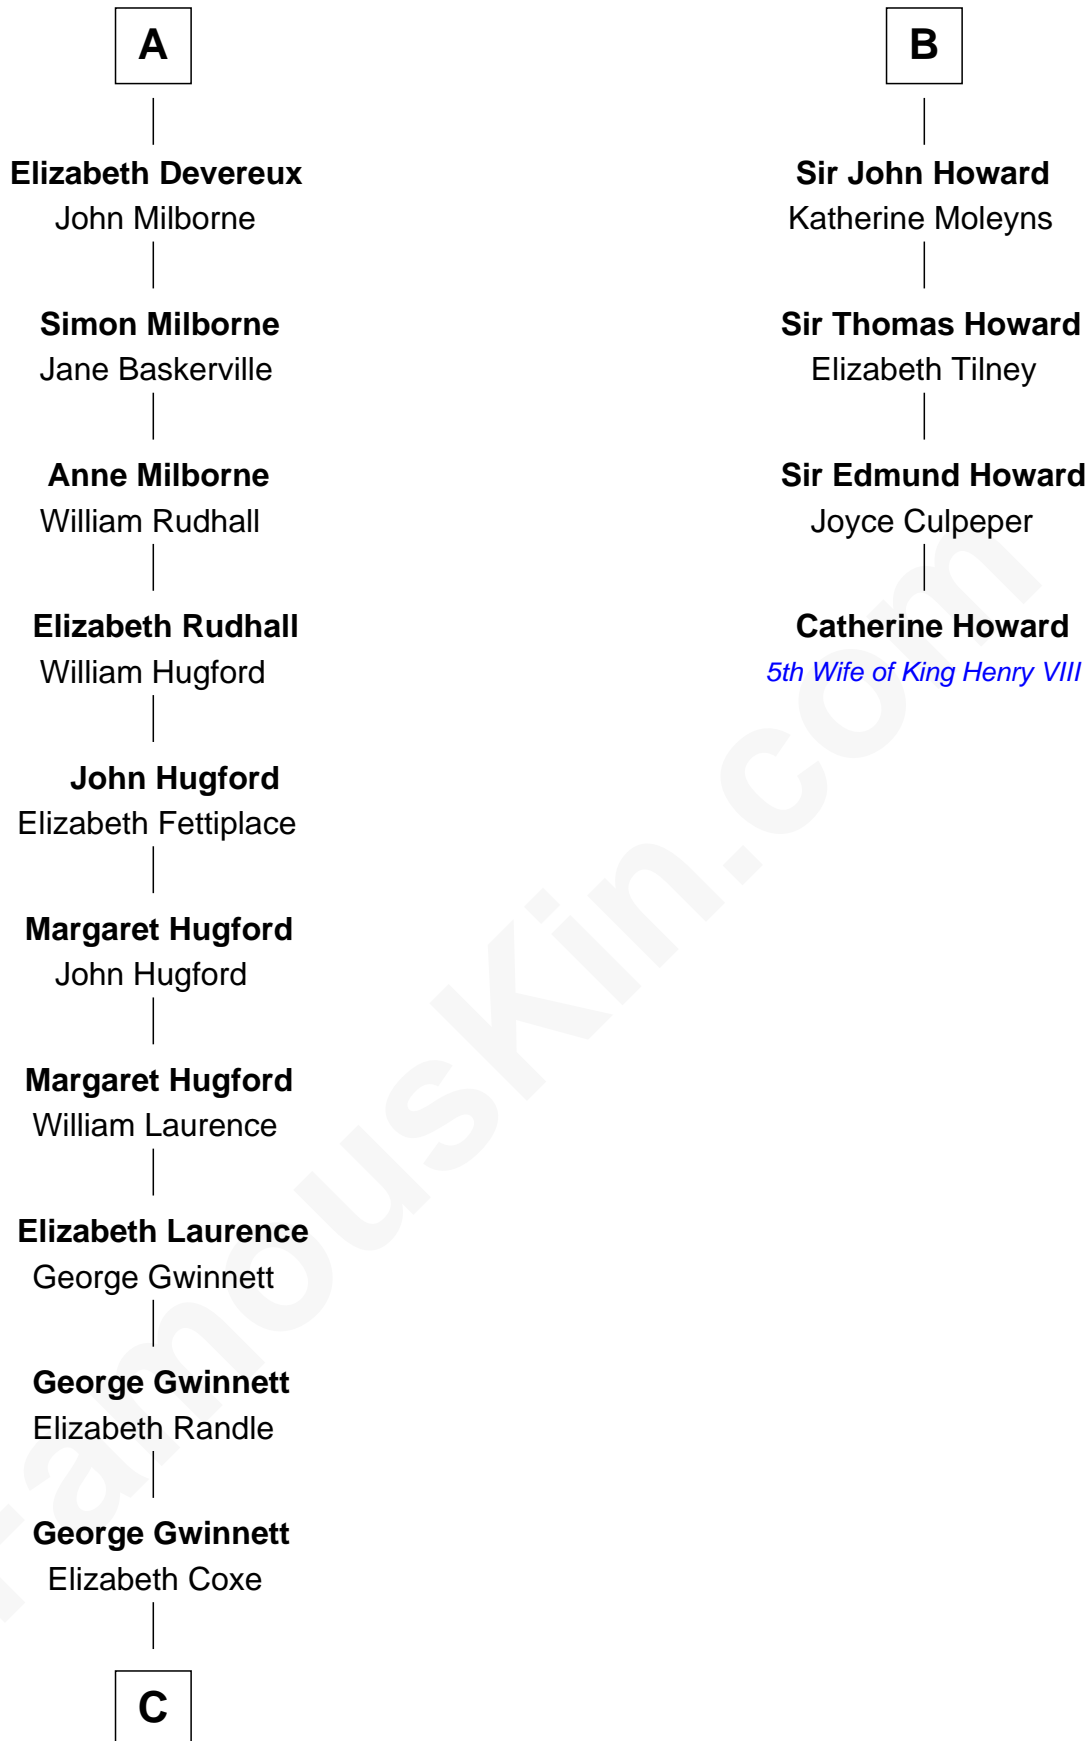 A
Elizabeth Devereux
John Milborne
Simon Milborne
Jane Baskerville
Anne Milborne
William Rudhall
Elizabeth Rudhall
William Hugford
John Hugford
Elizabeth Fettiplace
Margaret Hugford
John Hugford
Margaret Hugford
William Laurence
Elizabeth Laurence
George Gwinnett
George Gwinnett
Elizabeth Randle
George Gwinnett
Elizabeth Coxe
C
B
Sir John Howard
Katherine Moleyns
Sir Thomas Howard
Elizabeth Tilney
Sir Edmund Howard
Joyce Culpeper
Catherine Howard
5th Wife of King Henry VIII
FamousKin.com